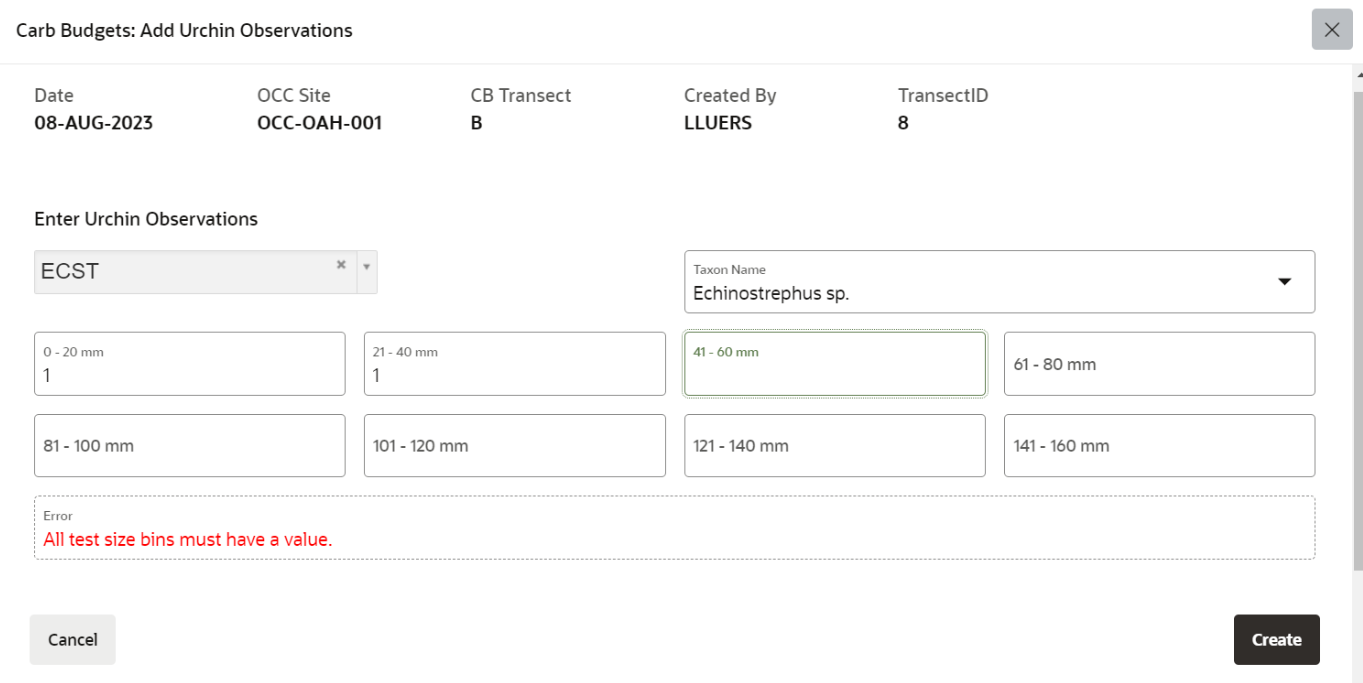 Carb Budgets: Add Urchin Observations
Date OCC Site CB Transect Created By TransectID
08-AUG-2023 OCC-OAH-001 B LLUERS 8
Enter Urchin Observations
ECST
Taxon Name
Echinostrephus sp.
0 - 20 mm
1
21 - 40 mm
1
41 - 60 mm
61 - 80 mm
81 - 100 mm
101 - 120 mm
121 - 140 mm
141 - 160 mm
Error
All test size bins must have a value.
Cancel
Create